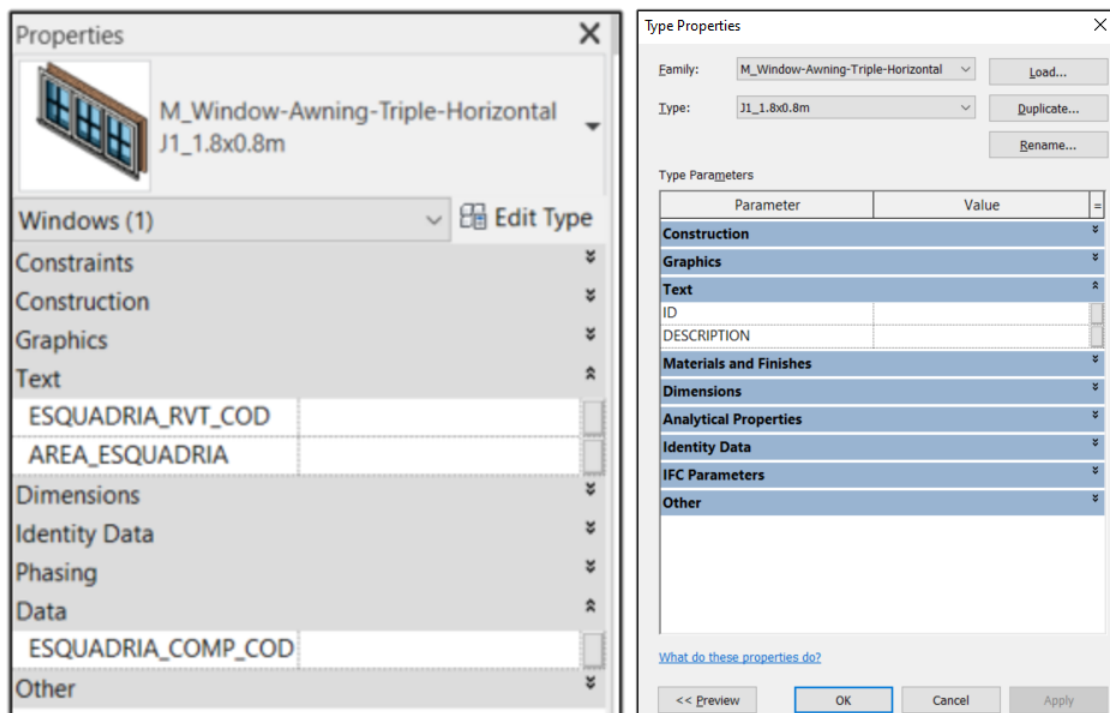 Properties
M_Window-Awning-Triple-Horizontal
J1_1.8x0.8m
Windows (1)
Edit Type
Constraints
Construction
Graphics
Text
ESQUADRIA_RVT_COD
AREA_ESQUADRIA
Dimensions
Identity Data
Phasing
Data
ESQUADRIA_COMP_COD
Other
Type Properties
Family: M_Window-Awning-Triple-Horizontal Load...
Type: J1_1.8x0.8m Duplicate...
Rename...
Type Parameters
Parameter Value =
Construction
Graphics
Text
ID
DESCRIPTION
Materials and Finishes
Dimensions
Analytical Properties
Identity Data
IFC Parameters
Other
What do these properties do?
<< Preview OK Cancel Apply